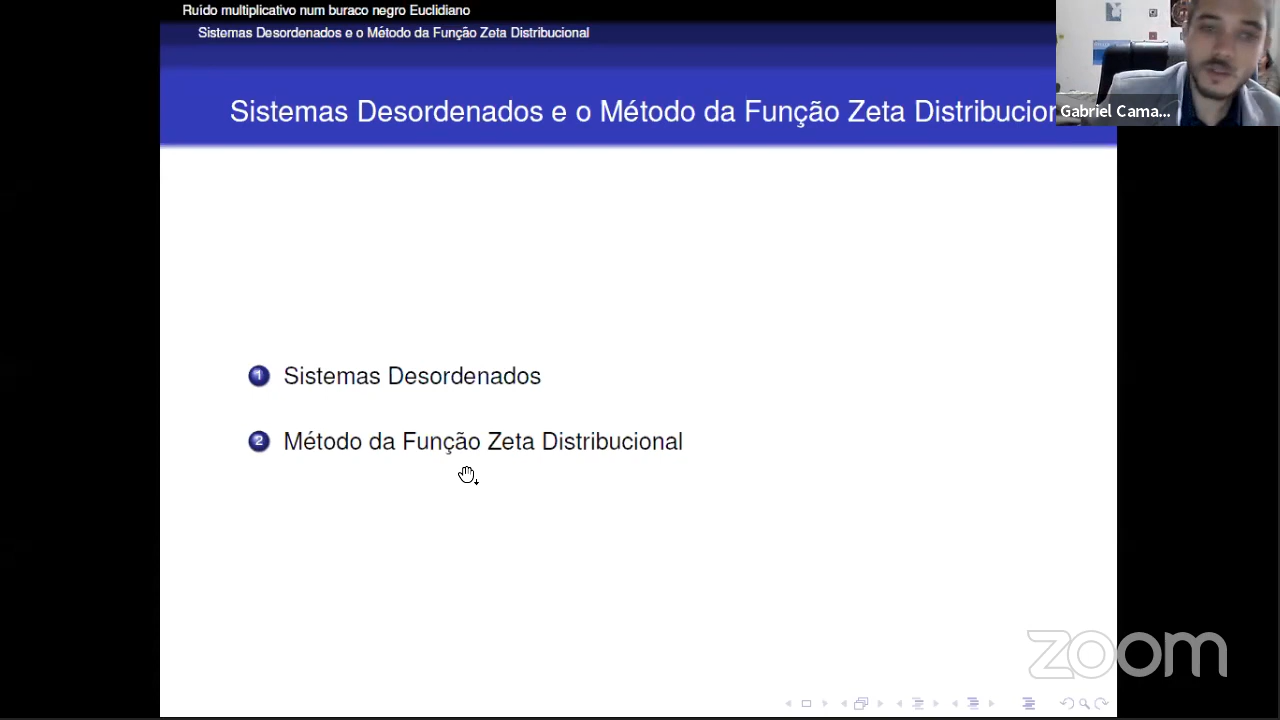 Ruído multiplicativo num buraco negro Euclidiano
Sistemas Desordenados e o Método da Função Zeta Distribucional
Sistemas Desordenados e o Método da Função Zeta Distribucion
Gabriel Cama...
1 Sistemas Desordenados
2 Método da Função Zeta Distribucional
zoom